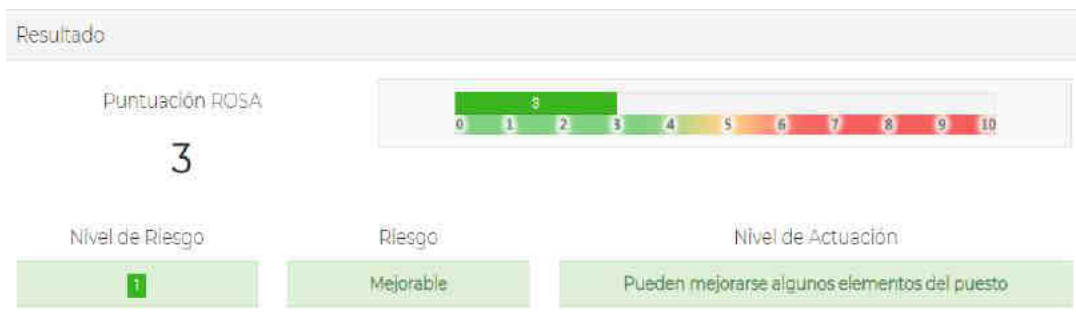 Resultado
Puntuación ROSA
3
3
0 1 2 3 4 5 6 7 8 9 10
Nivel de Riesgo Riesgo Nivel de Actuación
1 Mejorable Pueden mejorarse algunos elementos del puesto